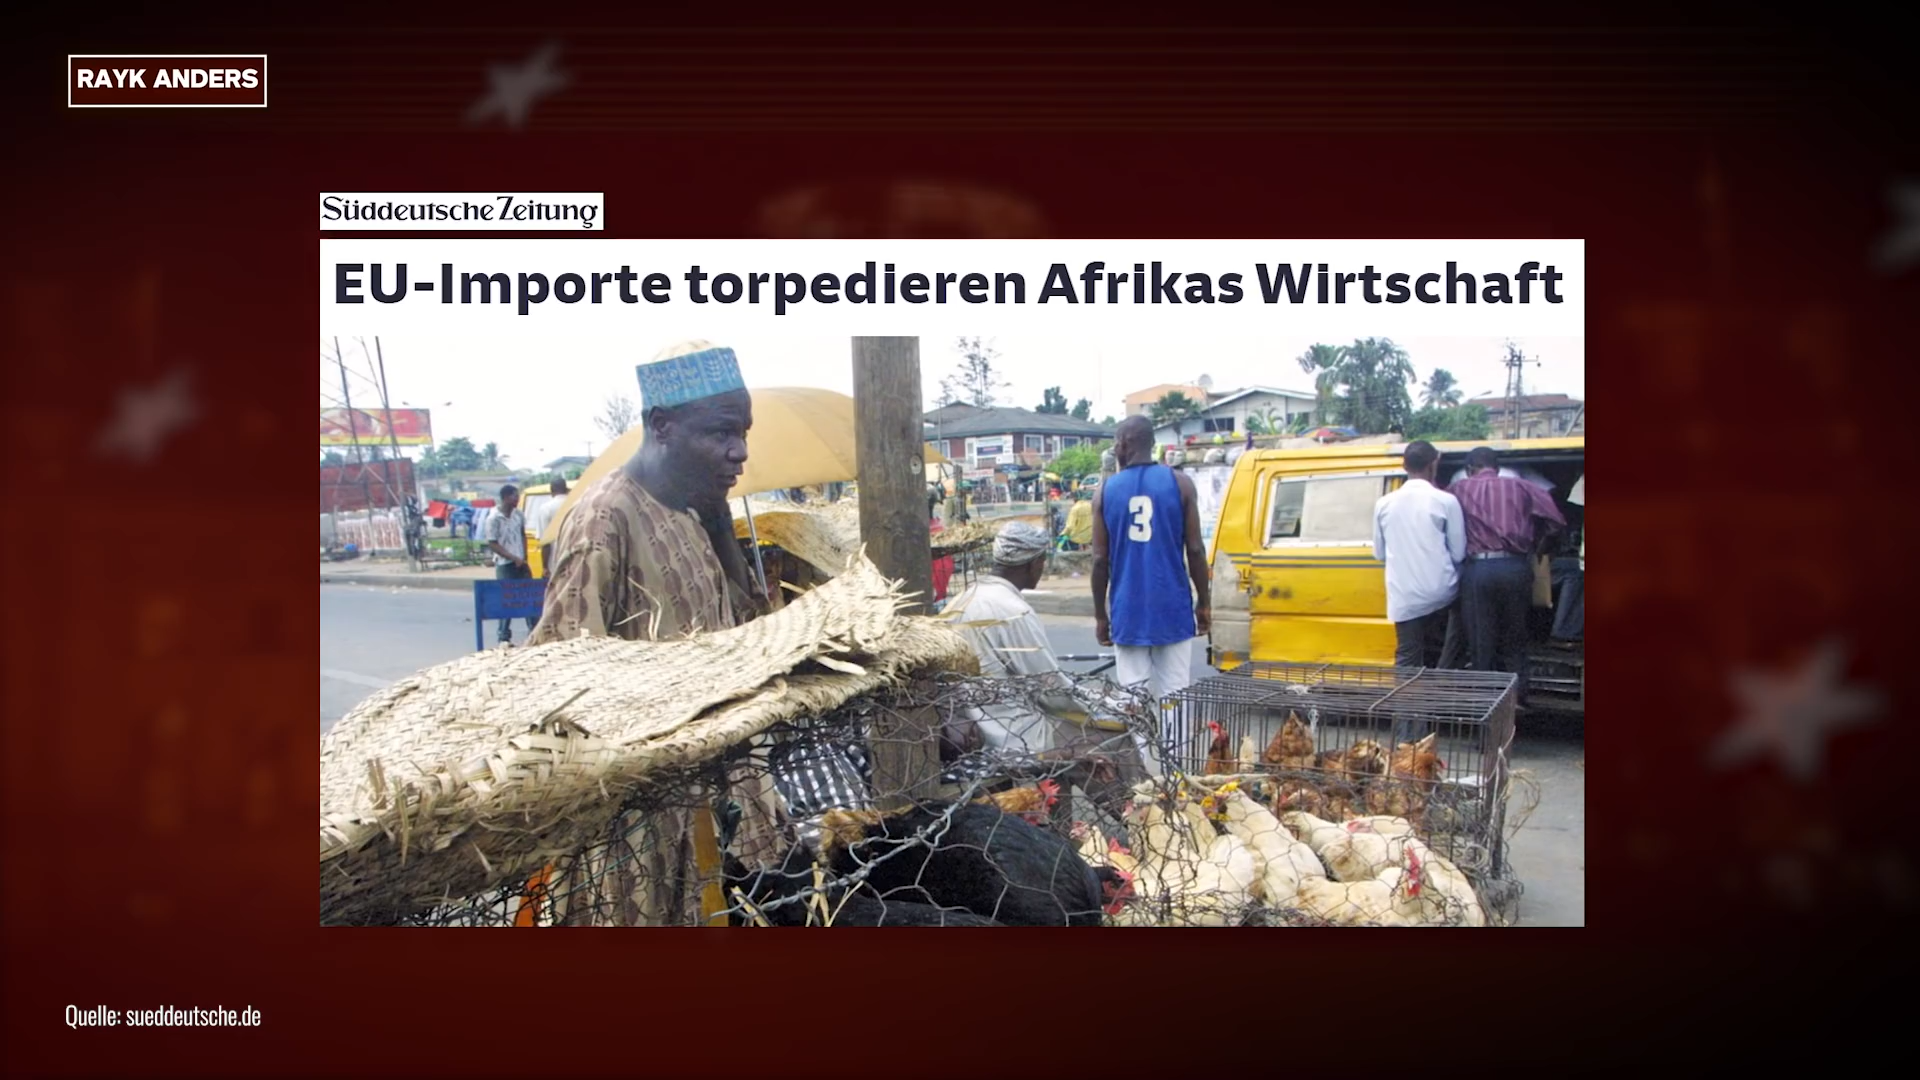 RAYK ANDERS
Süddeutsche Zeitung
EU-Importe torpedieren Afrikas Wirtschaft
3
Quelle: sueddeutsche.de